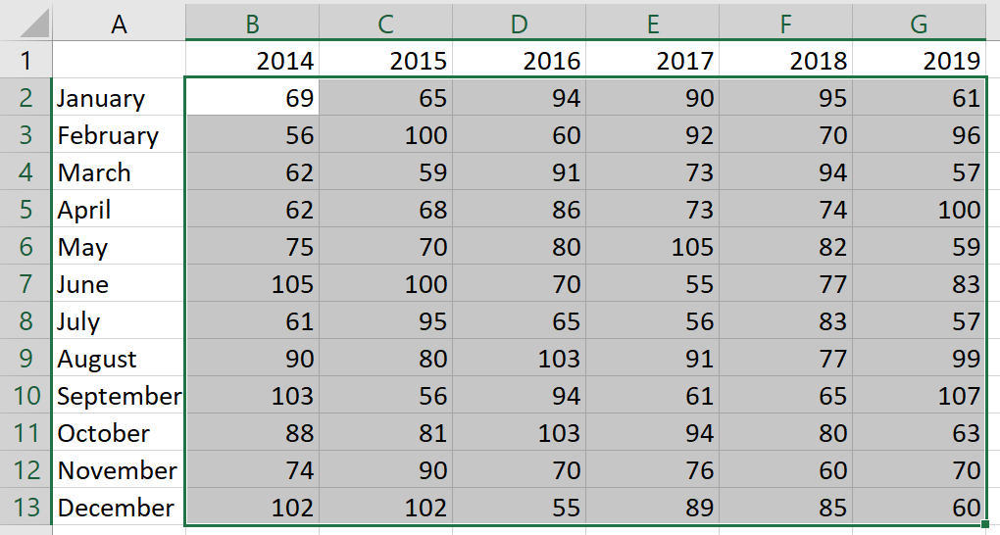 A B C D E F G
1 2014 2015 2016 2017 2018 2019
2 January 69 65 94 90 95 61
3 February 56 100 60 92 70 96
4 March 62 59 91 73 94 57
5 April 62 68 86 73 74 100
6 May 75 70 80 105 82 59
7 June 105 100 70 55 77 83
8 July 61 95 65 56 83 57
9 August 90 80 103 91 77 99
10 September 103 56 94 61 65 107
11 October 88 81 103 94 80 63
12 November 74 90 70 76 60 70
13 December 102 102 55 89 85 60